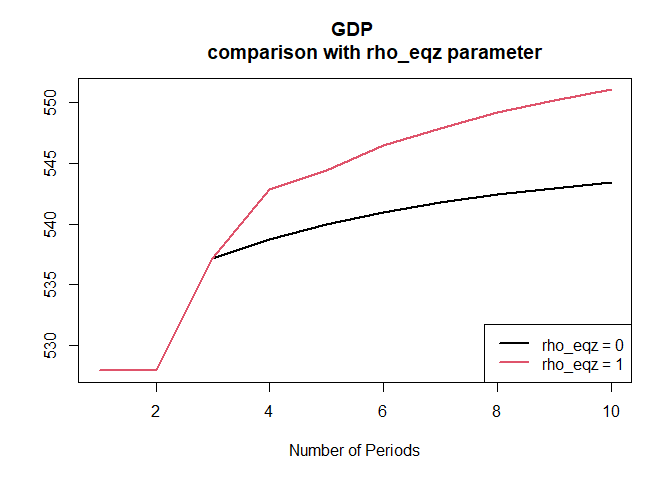 GDP
comparison with rho_eqz parameter
550
545
540
535
530
rho_eqz = 0
rho_eqz = 1
2 4 6 8 10
Number of Periods